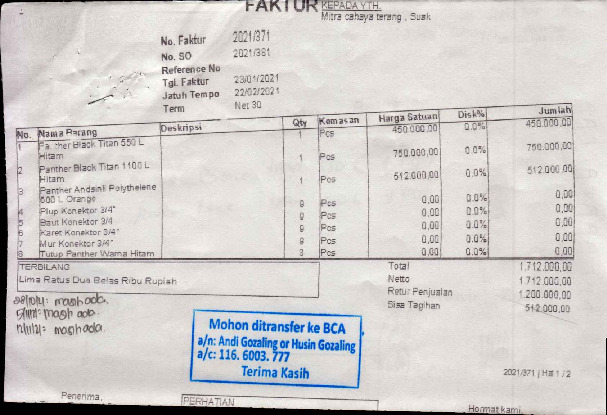 FAKTUR KEPADA YTH.
Mitra cahaya terang , Suak
No. Faktur 2021/371
No. SO 2021/381
Reference No
Tgl. Faktur 23/01/2021
Jatuh Tempo 22/02/2021
Term Net 30
No. Nama Barang Deskripsi Qty Kemasan Harga Satuan Disk% Jumlah
1 Panther Black Titan 550 L Hitam 1 Pcs 450.000,00 0.0% 450.000,00
2 Panther Black Titan 1100 L Hitam 1 Pcs 750.000,00 0.0% 750.000,00
3 Panther Andsinii Polythelene 600 L Orange 1 Pcs 512.000,00 0.0% 512.000,00
4 Plup Konektor 3/4" 9 Pcs 0,00 0.0% 0,00
5 Baut Konektor 3/4 9 Pcs 0,00 0.0% 0,00
6 Karet Konektor 3/4" 9 Pcs 0,00 0.0% 0,00
7 Mur Konektor 3/4" 9 Pcs 0,00 0.0% 0,00
8 Tutup Panther Warna Hitam 3 Pcs 0,00 0.0% 0,00
TERBILANG
Lima Ratus Dua Belas Ribu Rupiah
Total 1.712.000,00
Netto 1.712.000,00
Retur Penjualan 1.200.000,00
Sisa Tagihan 512.000,00
masih ada.
masih ada.
masih ada.
Mohon ditransfer ke BCA
a/n: Andi Gozaling or Husin Gozaling
a/c: 116. 6003. 777
Terima Kasih
2021/371 | Hal 1 / 2
Penerima,
PERHATIAN
Hormat kami,